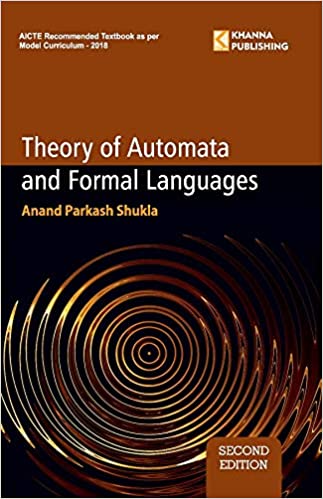 AICTE Recommended Textbook as per
Model Curriculum - 2018
KHANNA
PUBLISHING
Theory of Automata
and Formal Languages
Anand Parkash Shukla
SECOND
EDITION